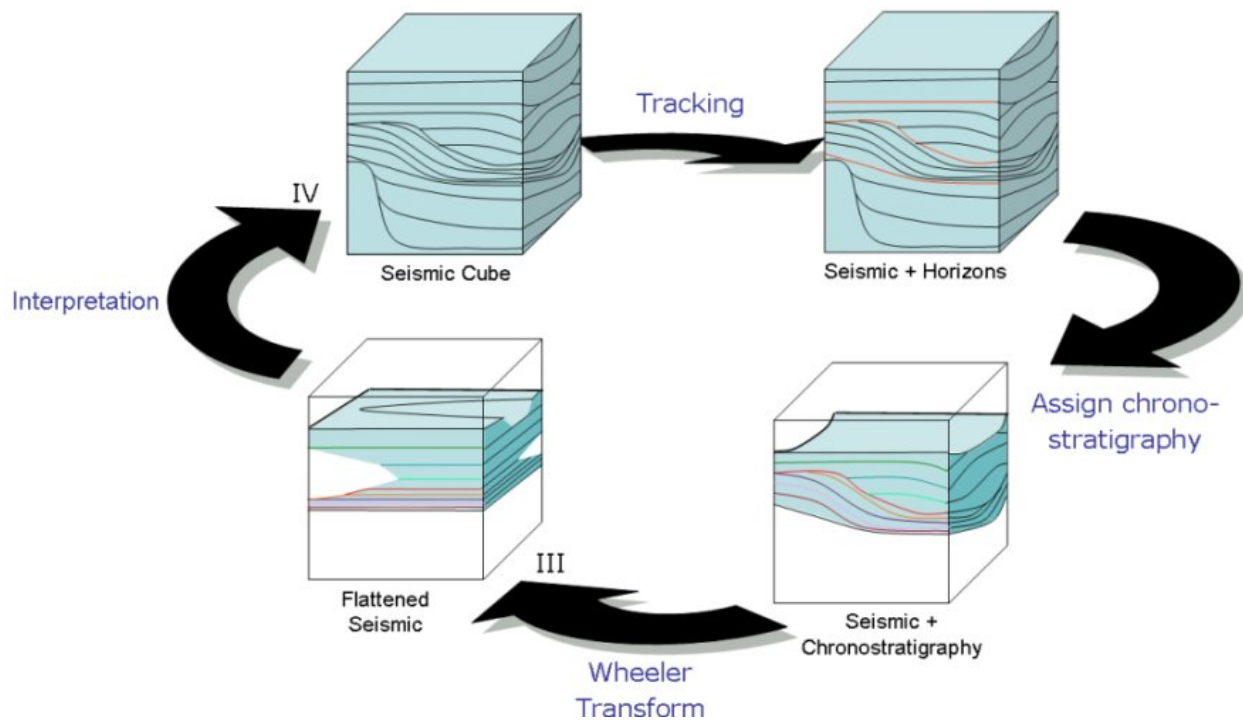 Tracking
IV
Seismic Cube
Seismic + Horizons
Interpretation
Assign chrono-
stratigraphy
III
Flattened
Seismic
Seismic +
Chronostratigraphy
Wheeler
Transform